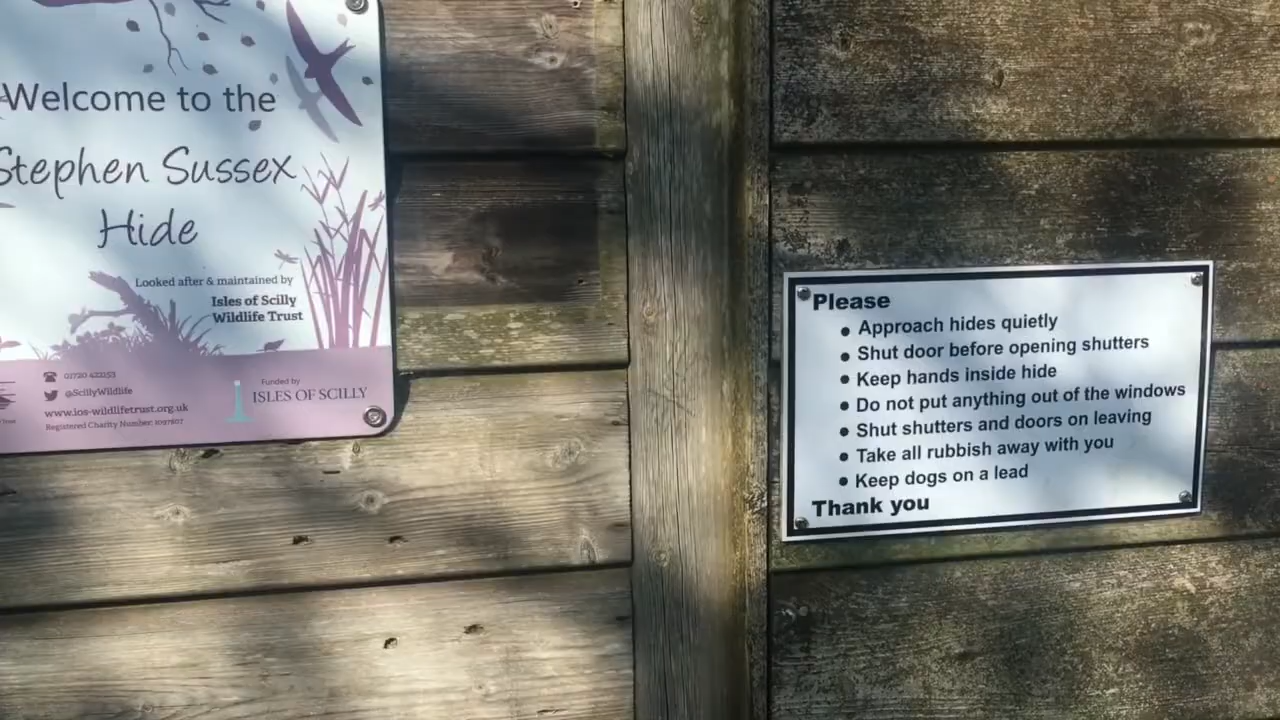 Welcome to the
Stephen Sussex
Hide
Looked after & maintained by
Isles of Scilly
Wildlife Trust
01720 422153
@ScillyWildlife
www.ios-wildlifetrust.org.uk
Registered Charity Number: 1097807
Funded by
ISLES OF SCILLY
Please
• Approach hides quietly
• Shut door before opening shutters
• Keep hands inside hide
• Do not put anything out of the windows
• Shut shutters and doors on leaving
• Take all rubbish away with you
• Keep dogs on a lead
Thank you